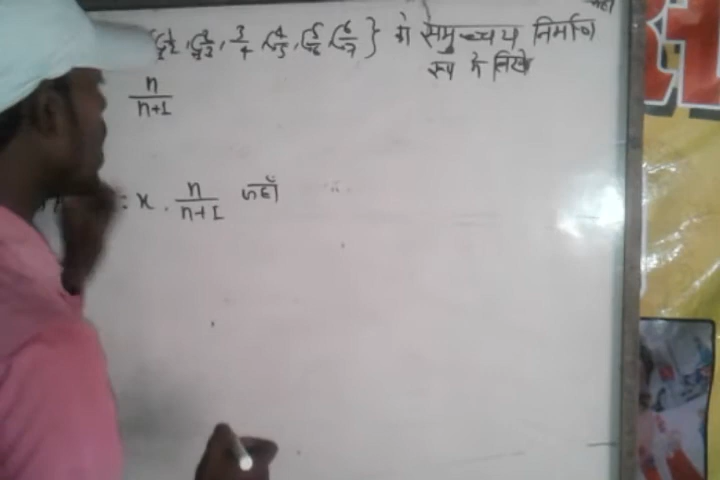 1/2, 2/3, 3/4, 4/5, 5/6, 6/7 } में समुच्चय निर्माण
रूप में लिखे
n/n+1
= x . n/n+1 जहाँ